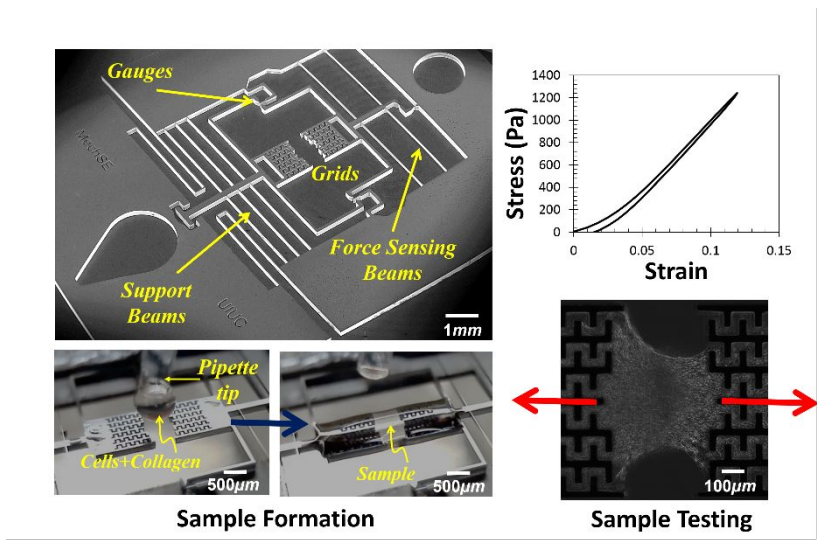 Gauges
MechSE
Grids
Force Sensing
Beams
Support
Beams
UIUC
1mm
Stress (Pa)
1400
1200
1000
800
600
400
200
0
0
0.05
0.1
0.15
Strain
Pipette
tip
Cells+Collagen
500μm
Sample
500μm
Sample Formation
100μm
Sample Testing